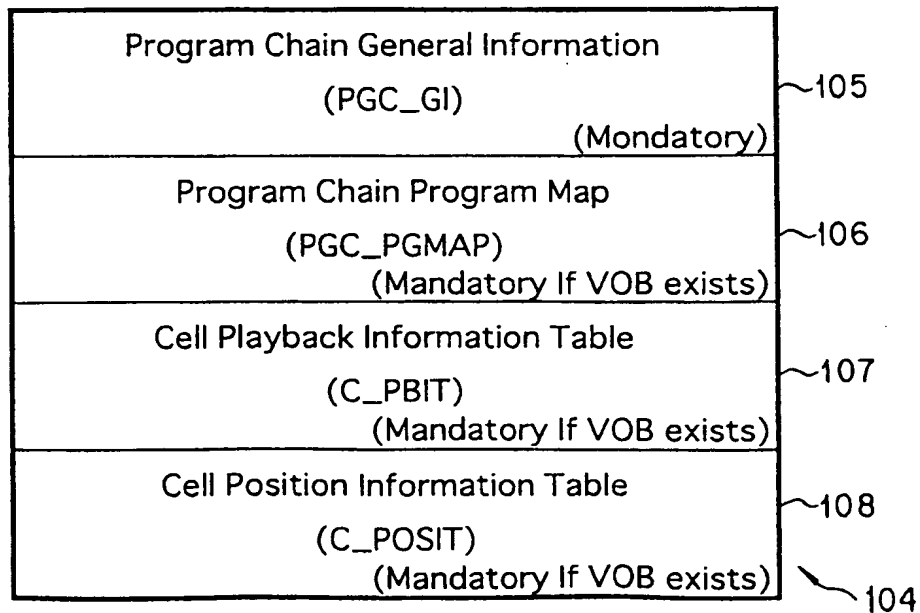 Program Chain General Information
(PGC_GI)
(Mondatory)
105
Program Chain Program Map
(PGC_PGMAP)
(Mandatory If VOB exists)
106
Cell Playback Information Table
(C_PBIT)
(Mandatory If VOB exists)
107
Cell Position Information Table
(C_POSIT)
(Mandatory If VOB exists)
108
104